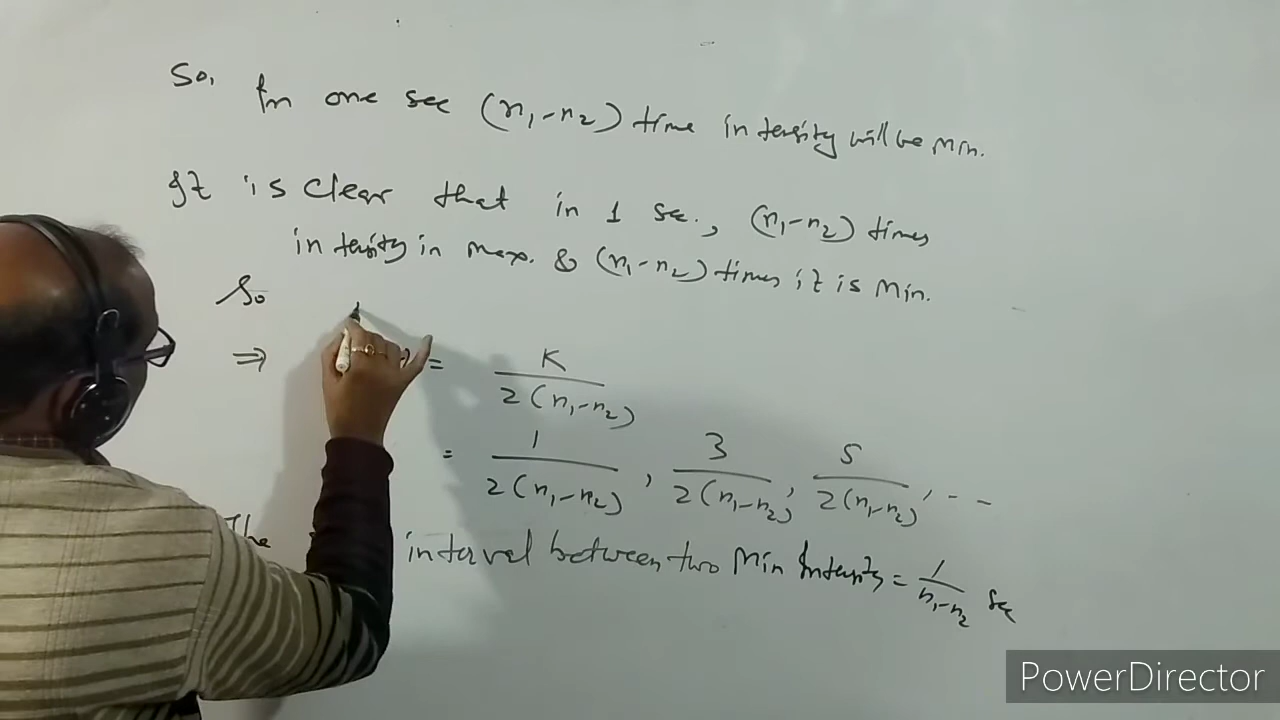 So, In one sec (n₁-n₂) time intensity will be Min.
It is clear that in 1 sec., (n₁-n₂) times
intensity in max. & (n₁-n₂) times it is Min.
So
⇒ = K / 2(n₁-n₂)
= 1 / 2(n₁-n₂) , 3 / 2(n₁-n₂) , 5 / 2(n₁-n₂) , - -
The interval between two Min Intensity = 1 / n₁-n₂ sec
PowerDirector